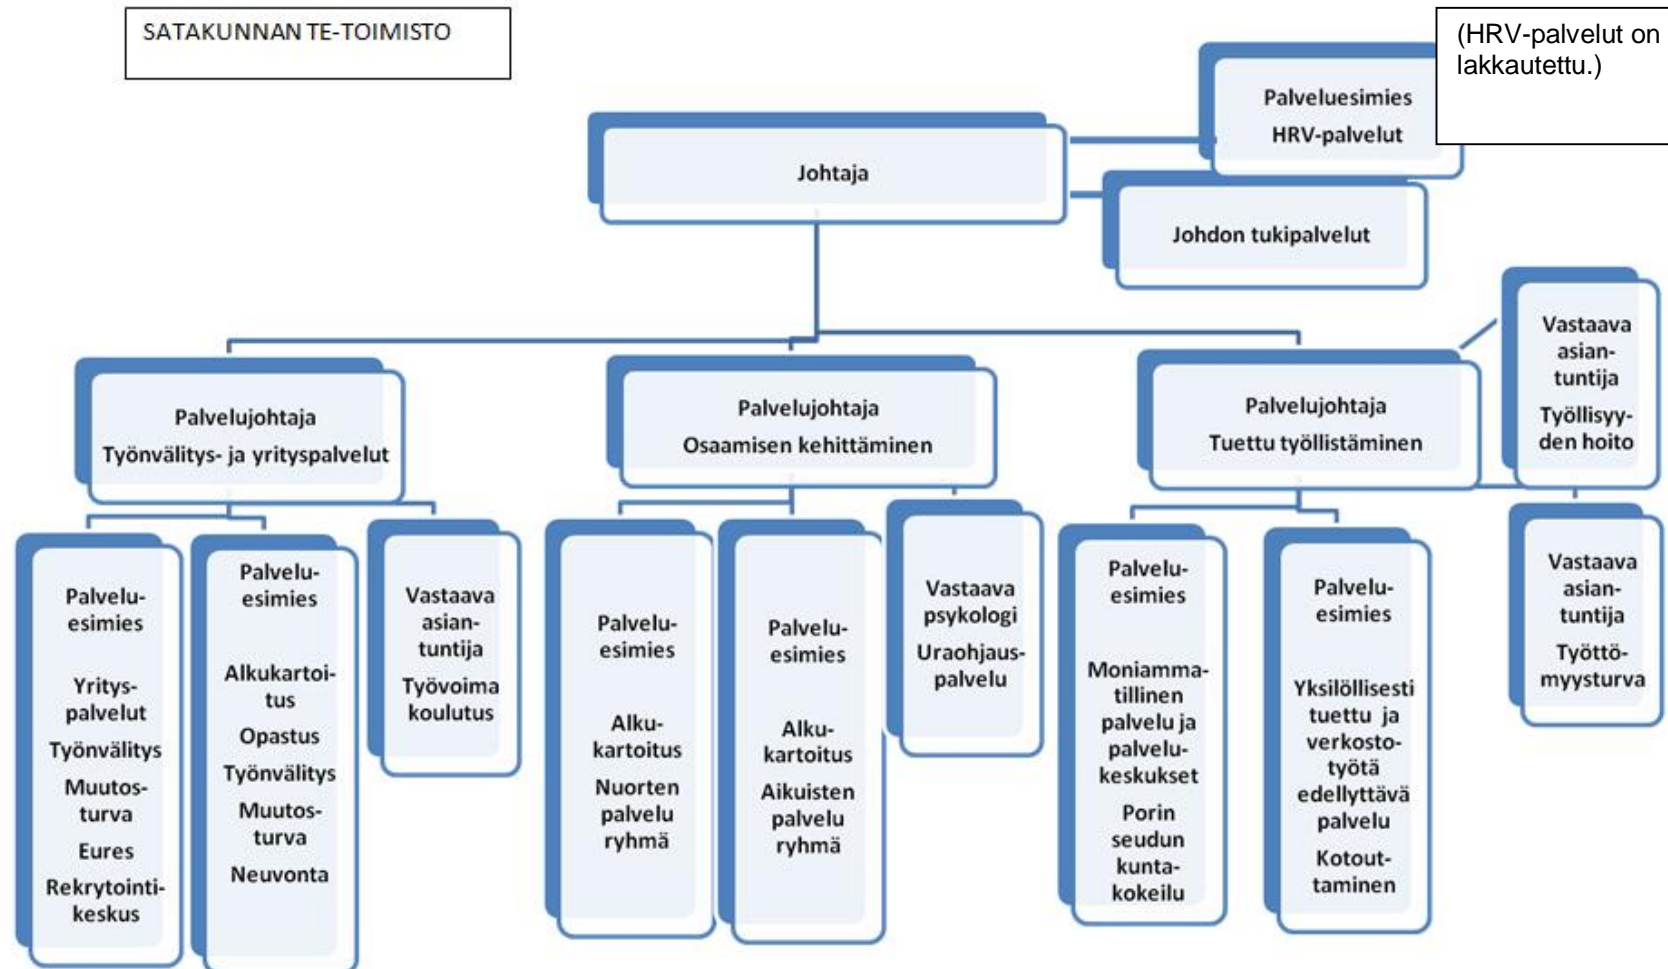 SATAKUNNAN TE-TOIMISTO
(HRV-palvelut on
lakkautettu.)
Palveluesimies
HRV-palvelut
Johtaja
Johdon tukipalvelut
Vastaava
asian-
tuntija
Työllisyy-
den hoito
Palvelujohtaja
Työnvälitys- ja yrityspalvelut
Palvelujohtaja
Osaamisen kehittäminen
Palvelujohtaja
Tuettu työllistäminen
Palvelu-
esimies
Yritys-
palvelut
Työnvälitys
Muutos-
turva
Eures
Rekrytointi-
keskus
Palvelu-
esimies
Alkukartoi-
tus
Opastus
Työnvälitys
Muutos-
turva
Neuvonta
Vastaava
asian-
tuntija
Työvoima
koulutus
Palvelu-
esimies
Alku-
kartoitus
Nuorten
palvelu
ryhmä
Palvelu-
esimies
Alku-
kartoitus
Aikuisten
palvelu
ryhmä
Vastaava
psykologi
Uraohjaus-
palvelu
Palvelu-
esimies
Moniamma-
tillinen
palvelu ja
palvelu-
keskukset
Porin
seudun
kunta-
kokeilu
Palvelu-
esimies
Yksilöllisesti
tuettu ja
verkosto-
työtä
edellyttävä
palvelu
Kotout-
taminen
Vastaava
asian-
tuntija
Työttö-
myysturva